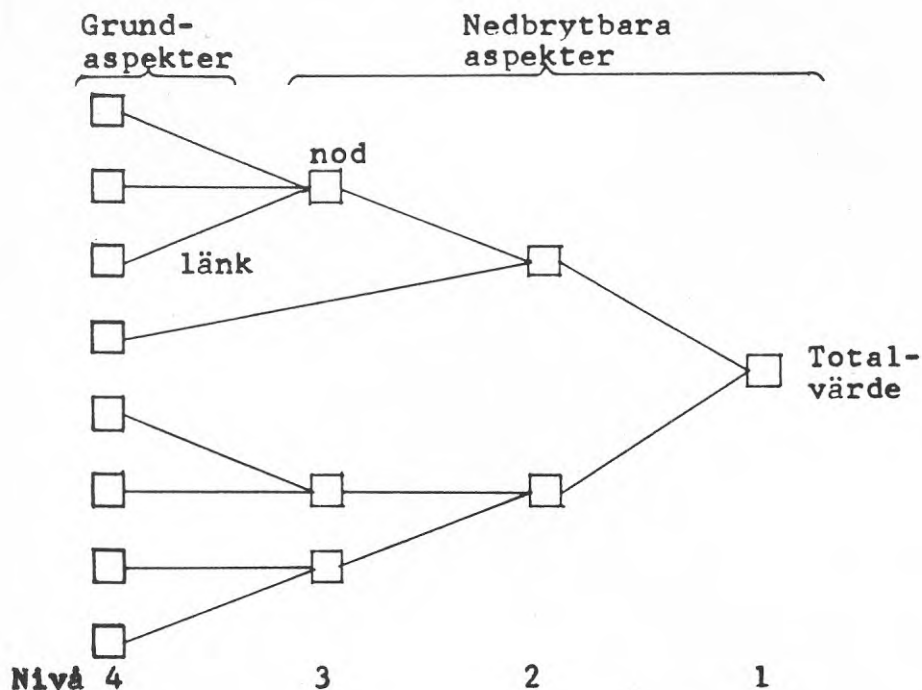 Grund-
aspekter
Nedbrytbara
aspekter
nod
länk
Total-
värde
Nivå 4 3 2 1